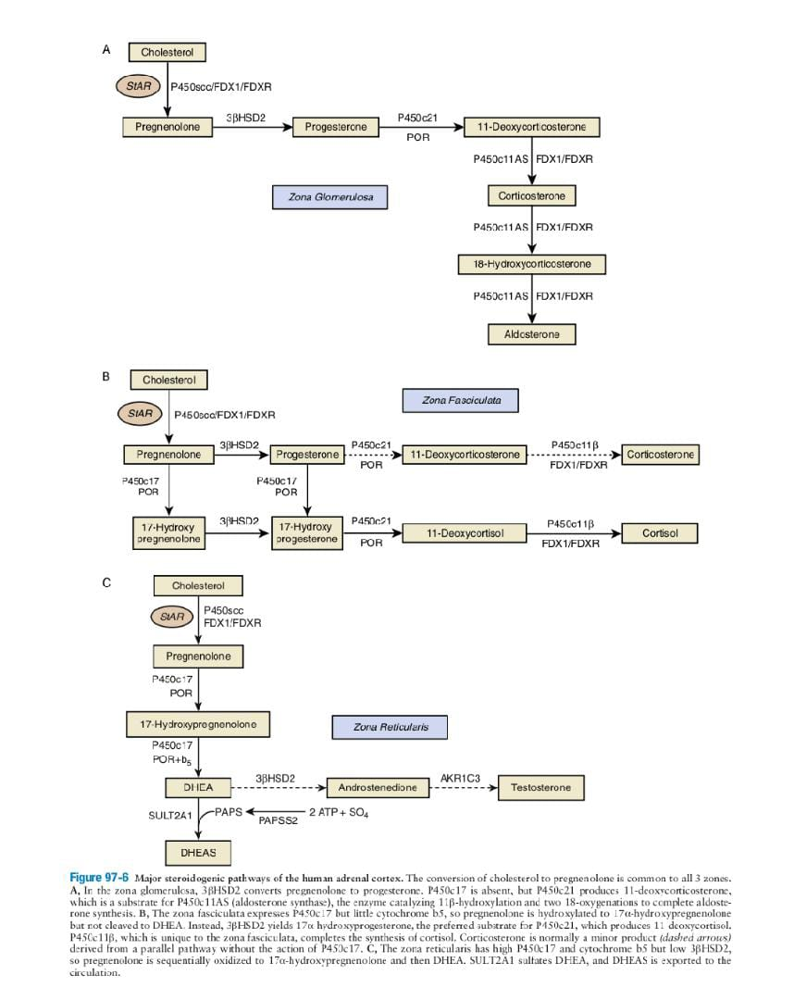 A
Cholesterol
StAR
P450scc/FDX1/FDXR
Pregnenolone
3βHSD2
Progesterone
P450c21
POR
11-Deoxycorticosterone
P450c11AS FDX1/FDXR
Zona Glomerulosa
Corticosterone
P450c11AS FDX1/FDXR
18-Hydroxycorticosterone
P450c11AS FDX1/FDXR
Aldosterone
B
Cholesterol
Zona Fasciculata
StAR
P450scc/FDX1/FDXR
Pregnenolone
3βHSD2
Progesterone
P450c21
POR
11-Deoxycorticosterone
P450c11β
FDX1/FDXR
Corticosterone
P450c17
POR
P450c17
POR
17-Hydroxy
pregnenolone
3βHSD2
17-Hydroxy
progesterone
P450c21
POR
11-Deoxycortisol
P450c11β
FDX1/FDXR
Cortisol
C
Cholesterol
StAR
P450scc
FDX1/FDXR
Pregnenolone
P450c17
POR
17-Hydroxypregnenolone
Zona Reticularis
P450c17
POR+b5
DHEA
3βHSD2
Androstenedione
AKR1C3
Testosterone
SULT2A1
PAPS
PAPSS2
2 ATP + SO4
DHEAS
Figure 97-6 Major steroidogenic pathways of the human adrenal cortex. The conversion of cholesterol to pregnenolone is common to all 3 zones.
A, In the zona glomerulosa, 3βHSD2 converts pregnenolone to progesterone. P450c17 is absent, but P450c21 produces 11-deoxycorticosterone,
which is a substrate for P450c11AS (aldosterone synthase), the enzyme catalyzing 11β-hydroxylation and two 18-oxygenations to complete aldoste-
rone synthesis. B, The zona fasciculata expresses P450c17 but little cytochrome b5, so pregnenolone is hydroxylated to 17α-hydroxypregnenolone
but not cleaved to DHEA. Instead, 3βHSD2 yields 17α hydroxyprogesterone, the preferred substrate for P450c21, which produces 11 deoxycortisol.
P450c11β, which is unique to the zona fasciculata, completes the synthesis of cortisol. Corticosterone is normally a minor product (dashed arrows)
derived from a parallel pathway without the action of P450c17. C, The zona reticularis has high P450c17 and cytochrome b5 but low 3βHSD2,
so pregnenolone is sequentially oxidized to 17α-hydroxypregnenolone and then DHEA. SULT2A1 sulfates DHEA, and DHEAS is exported to the
circulation.